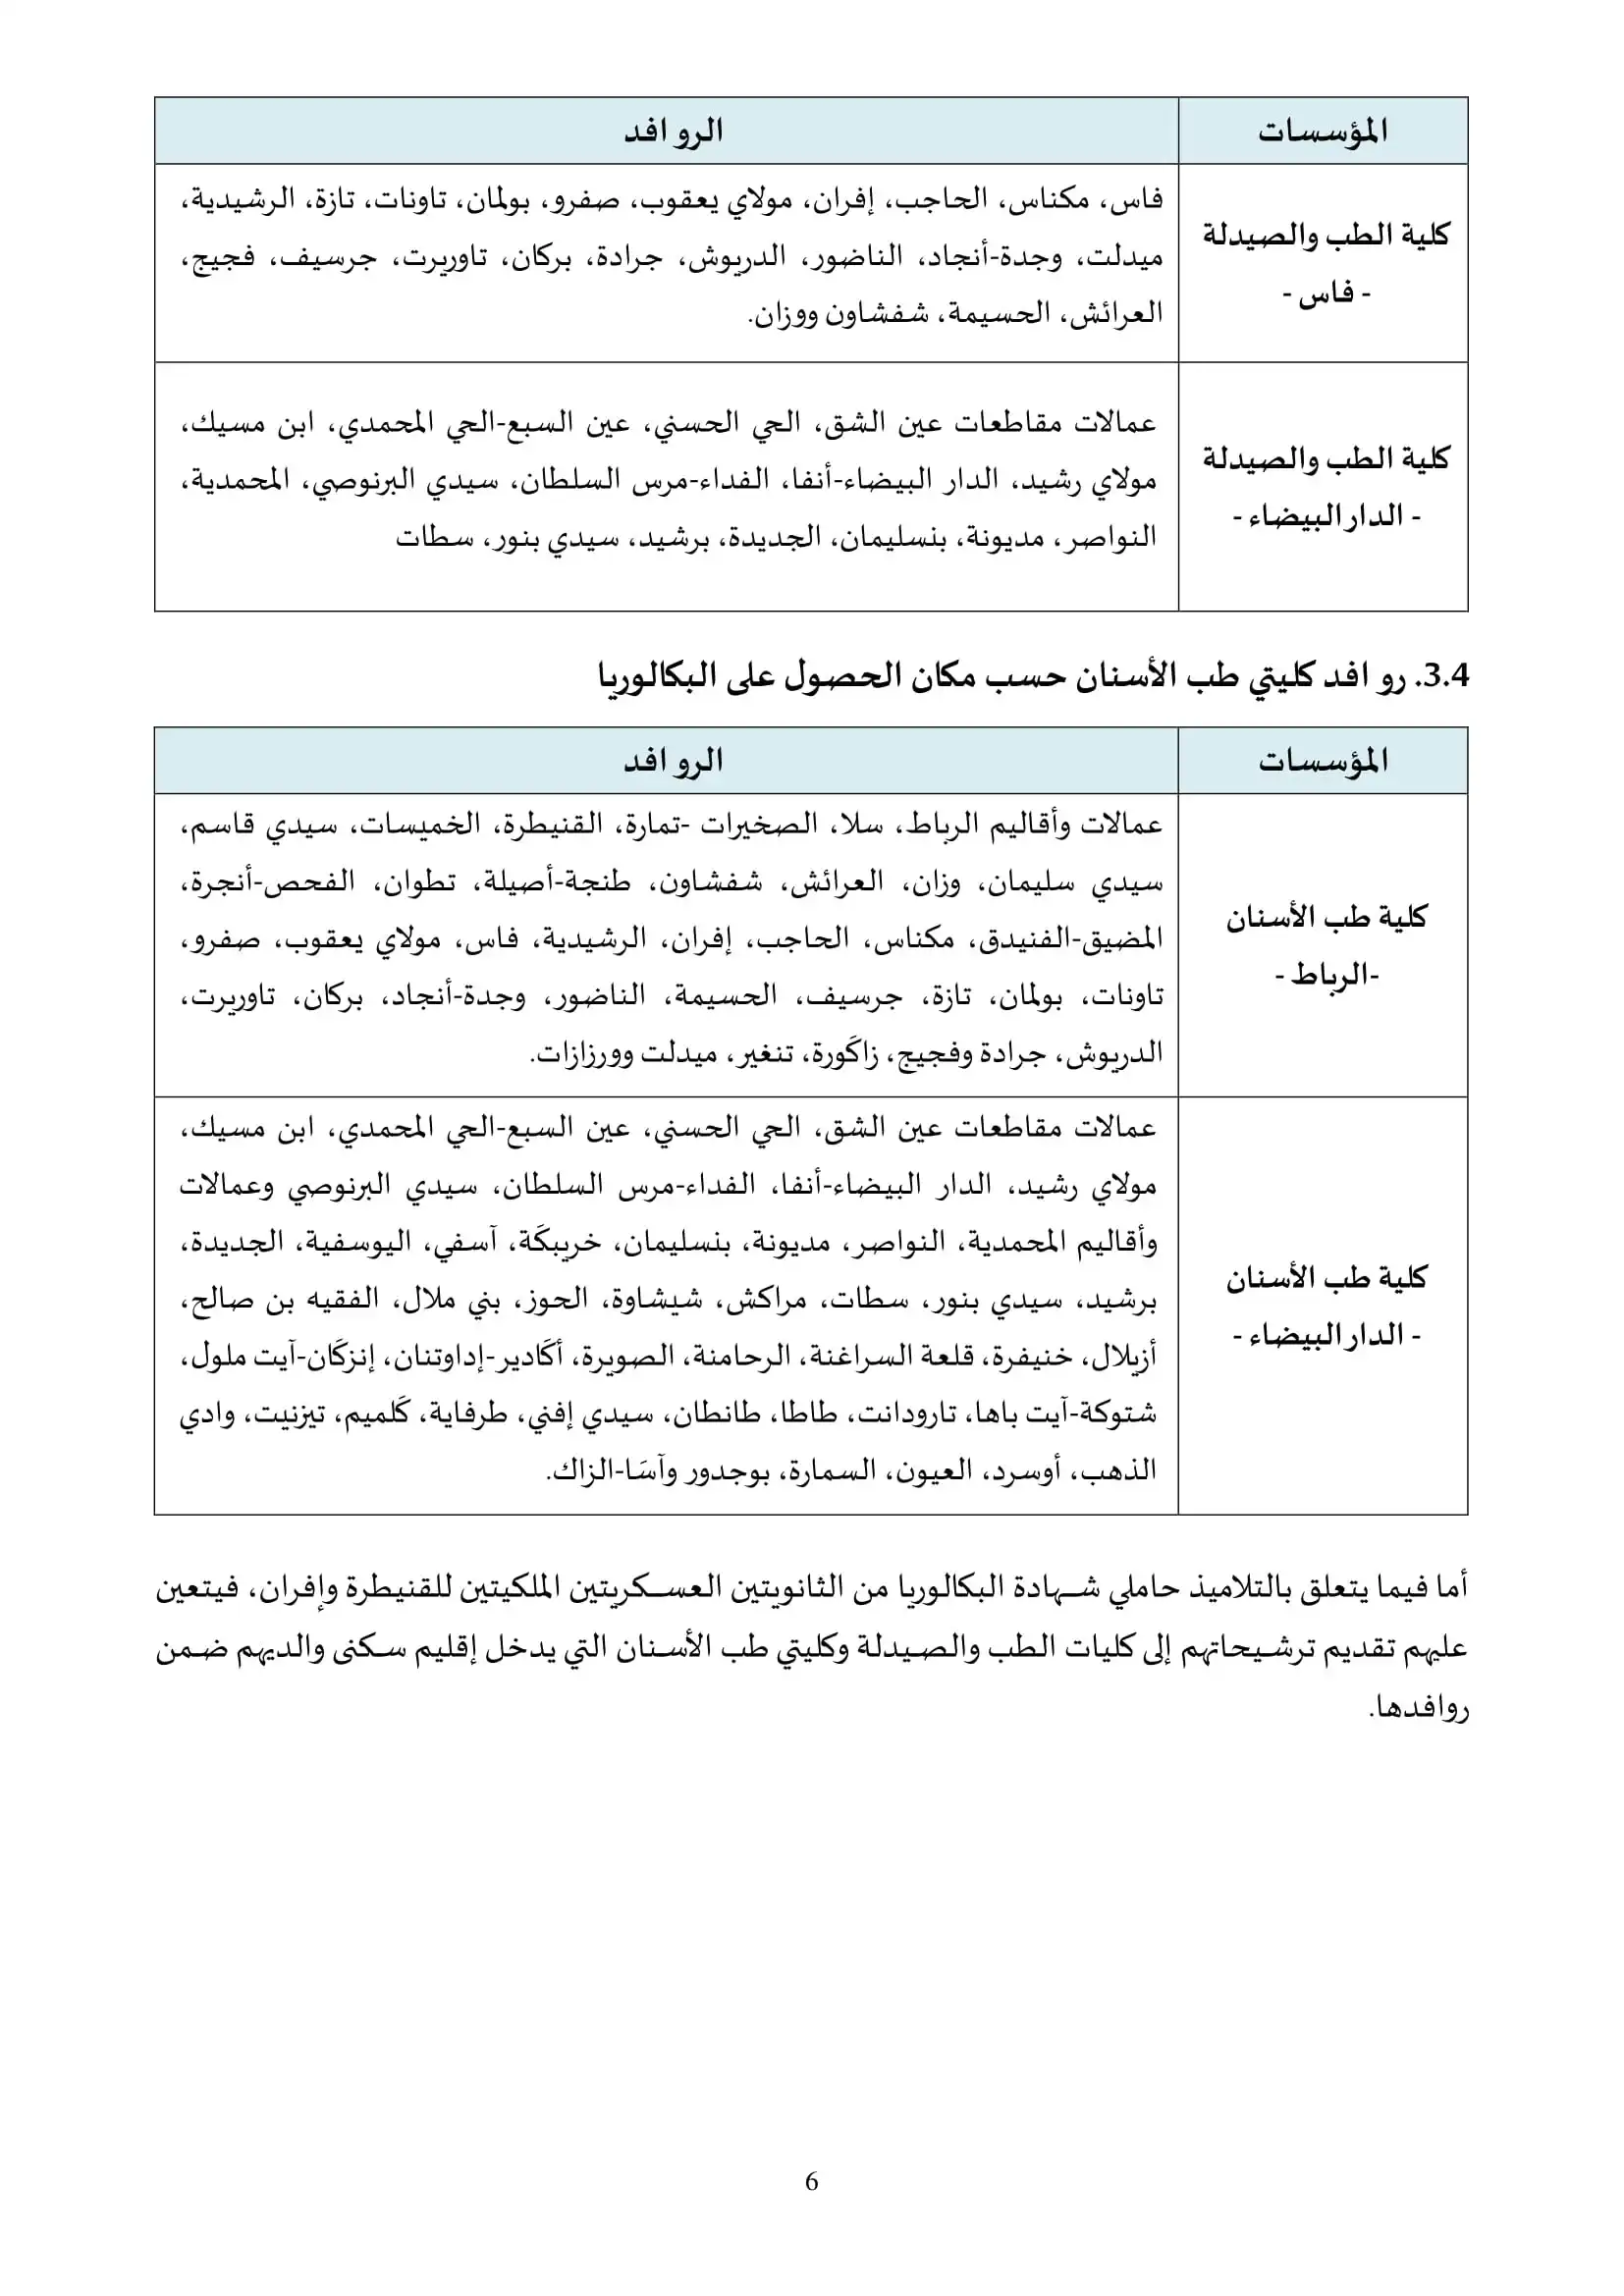 المؤسسات
الروافد
كلية الطب والصيدلة
- فاس -
فاس، مكناس، الحاجب، إفران، مولاي يعقوب، صفرو، بولمان، تاونات، تازة، الرشيدية،
ميدلت، وجدة-أنجاد، الناضور، الدريوش، جرادة، بركان، تاوريرت، جرسيف، فجيج،
العرائش، الحسيمة، شفشاون ووزان.
كلية الطب والصيدلة
- الدار البيضاء -
عمالات مقاطعات عين الشق، الحي الحسني، عين السبع-الحي المحمدي، ابن مسيك،
مولاي رشيد، الدار البيضاء-أنفا، الفداء-مرس السلطان، سيدي البرنوصي، المحمدية،
النواصر، مديونة، بنسليمان، الجديدة، برشيد، سيدي بنور، سطات
3.4. روافد كليتي طب الأسنان حسب مكان الحصول على البكالوريا
المؤسسات
الروافد
كلية طب الأسنان
-الرباط -
عمالات وأقاليم الرباط، سلا، الصخيرات -تمارة، القنيطرة، الخميسات، سيدي قاسم،
سيدي سليمان، وزان، العرائش، شفشاون، طنجة-أصيلة، تطوان، الفحص-أنجرة،
المضيق-الفنيدق، مكناس، الحاجب، إفران، الرشيدية، فاس، مولاي يعقوب، صفرو،
تاونات، بولمان، تازة، جرسيف، الحسيمة، الناضور، وجدة-أنجاد، بركان، تاوريرت،
الدريوش، جرادة وفجيج، زاكَورة، تنغير، ميدلت وورزازات.
كلية طب الأسنان
- الدار البيضاء -
عمالات مقاطعات عين الشق، الحي الحسني، عين السبع-الحي المحمدي، ابن مسيك،
مولاي رشيد، الدار البيضاء-أنفا، الفداء-مرس السلطان، سيدي البرنوصي وعمالات
وأقاليم المحمدية، النواصر، مديونة، بنسليمان، خريبكَة، آسفي، اليوسفية، الجديدة،
برشيد، سيدي بنور، سطات، مراكش، شيشاوة، الحوز، بني ملال، الفقيه بن صالح،
أزيلال، خنيفرة، قلعة السراغنة، الرحامنة، الصويرة، أكَادير-إداوتنان، إنزكَان-آيت ملول،
شتوكة-آيت باها، تارودانت، طاطا، طانطان، سيدي إفني، طرفاية، كَلميم، تيزنيت، وادي
الذهب، أوسرد، العيون، السمارة، بوجدور وآسَا-الزاك.
أما فيما يتعلق بالتلاميذ حاملي شهادة البكالوريا من الثانويتين العسكريتين الملكيتين للقنيطرة وإفران، فيتعين
عليهم تقديم ترشيحاتهم إلى كليات الطب والصيدلة وكليتي طب الأسنان التي يدخل إقليم سكنى والديهم ضمن
روافدها.
6